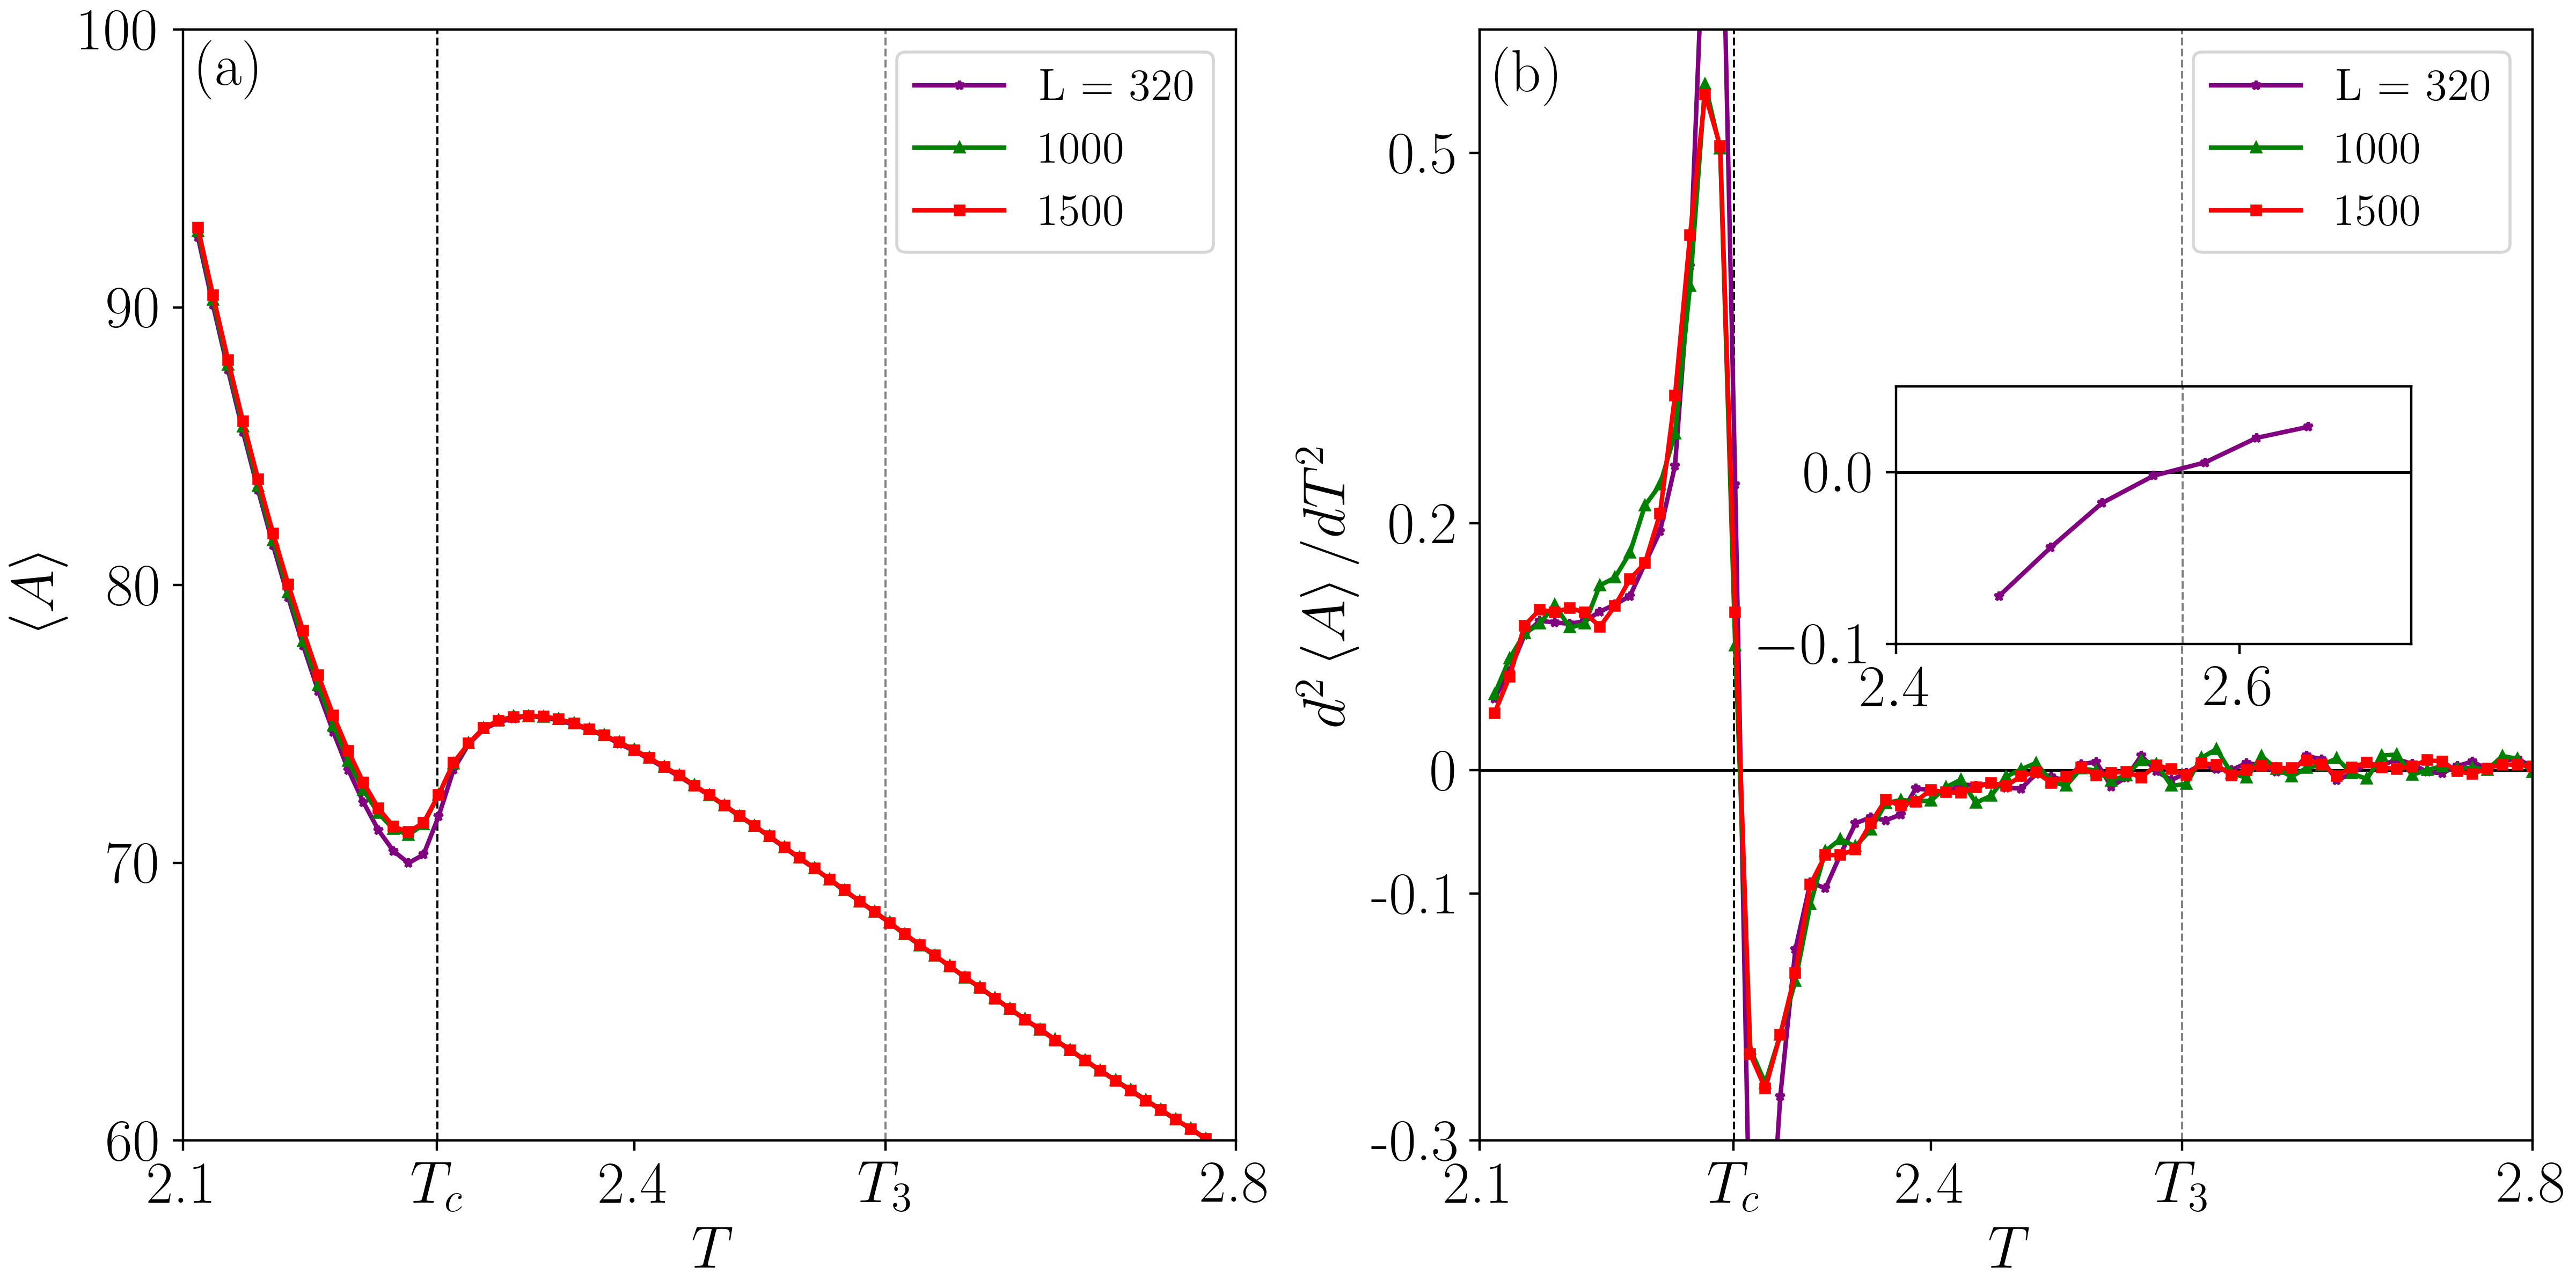 (a)
L = 320
1000
1500
100
90
80
70
60
⟨A⟩
2.1
T_c
2.4
T_3
2.8
T
(b)
L = 320
1000
1500
0.5
0.2
0
-0.1
-0.3
d^2 ⟨A⟩ / dT^2
0.0
−0.1
2.4
2.6
2.1
T_c
2.4
T_3
2.8
T